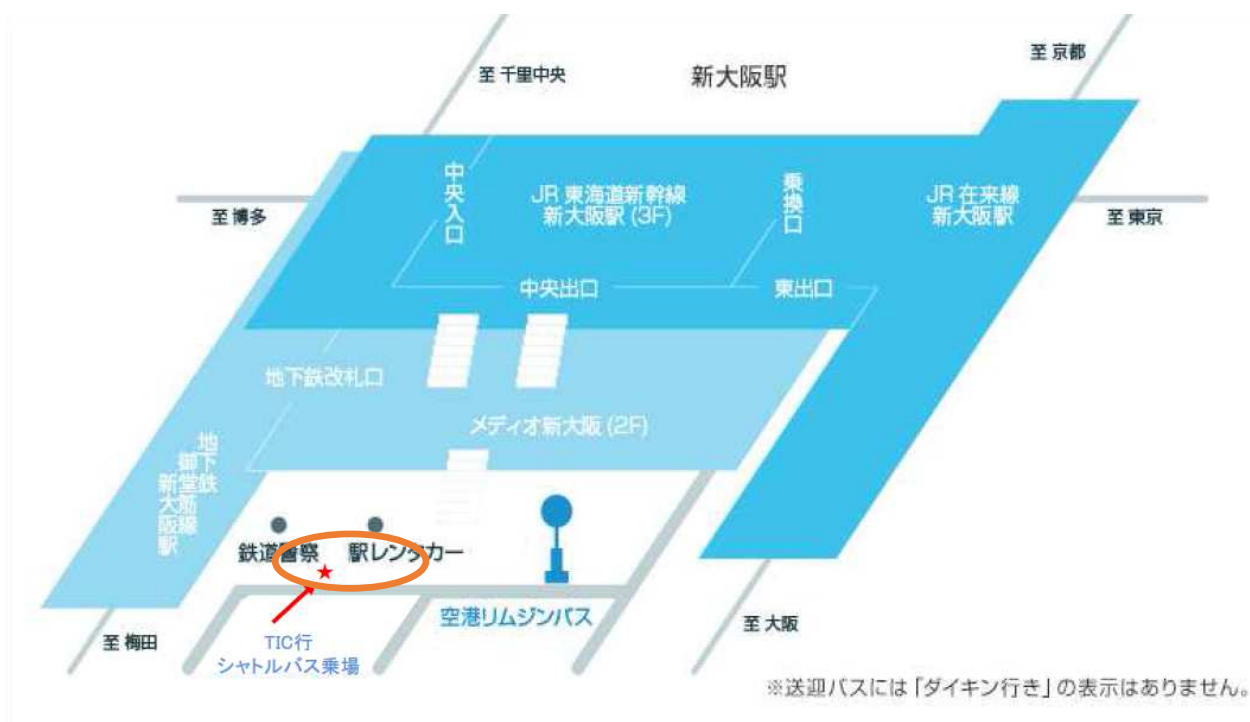 至 京都
至 千里中央
新大阪駅
中央入口
JR 東海道新幹線
新大阪駅 (3F)
乗換口
JR 在来線
新大阪駅
至 博多
至 東京
中央出口
東出口
地下鉄改札口
メディオ新大阪 (2F)
地下鉄
御堂筋線
新大阪駅
鉄道警察
駅レンタカー
★
空港リムジンバス
至 梅田
TIC行
シャトルバス乗場
至 大阪
※送迎バスには「ダイキン行き」の表示はありません。